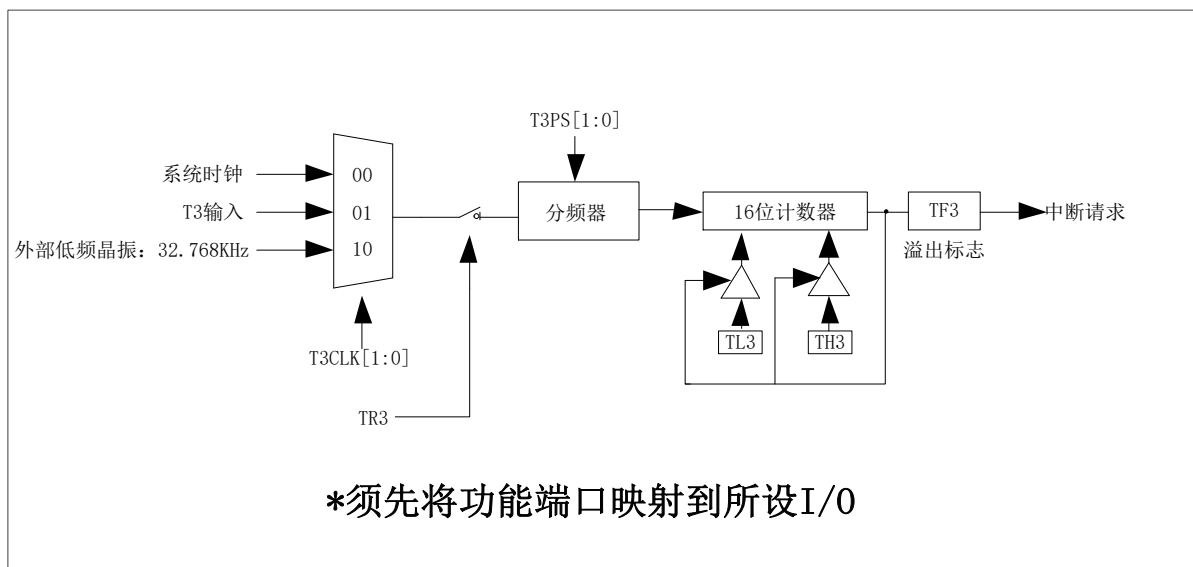 T3PS[1:0]
系统时钟
00
T3输入
01
分频器
16位计数器
TF3
中断请求
外部低频晶振：32.768KHz
10
溢出标志
TL3
TH3
T3CLK[1:0]
TR3
*须先将功能端口映射到所设I/O